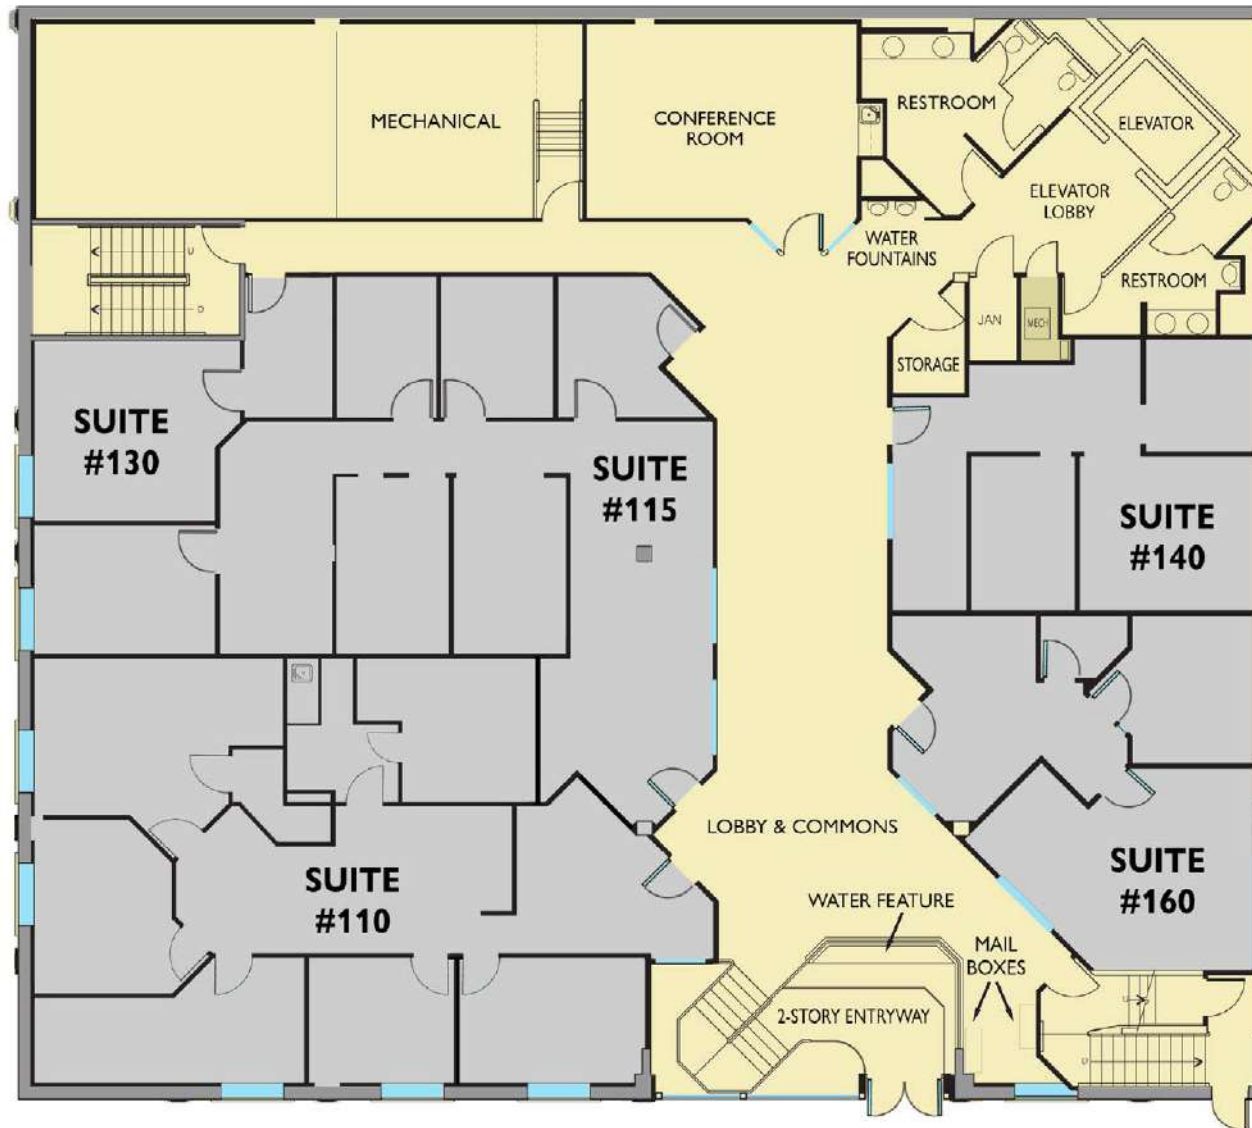 MECHANICAL
CONFERENCE
ROOM
RESTROOM
ELEVATOR
ELEVATOR
LOBBY
WATER
FOUNTAINS
RESTROOM
JAN
MECH
STORAGE
SUITE
#130
SUITE
#115
SUITE
#140
LOBBY & COMMONS
SUITE
#110
SUITE
#160
WATER FEATURE
MAIL
BOXES
2-STORY ENTRYWAY